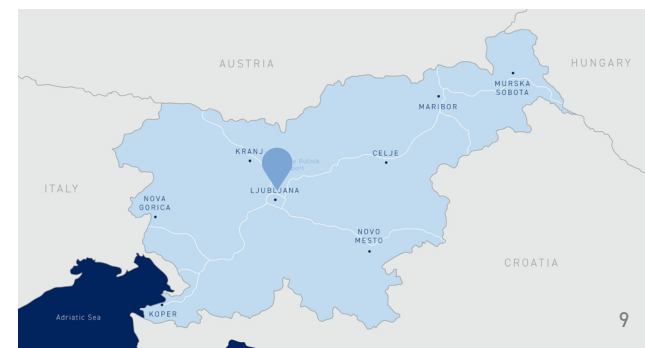 AUSTRIA
HUNGARY
MURSKA
SOBOTA
MARIBOR
KRANJ
CELJE
LJUBLJANA
ITALY
NOVA
GORICA
NOVO
MESTO
CROATIA
Adriatic Sea
KOPER
9